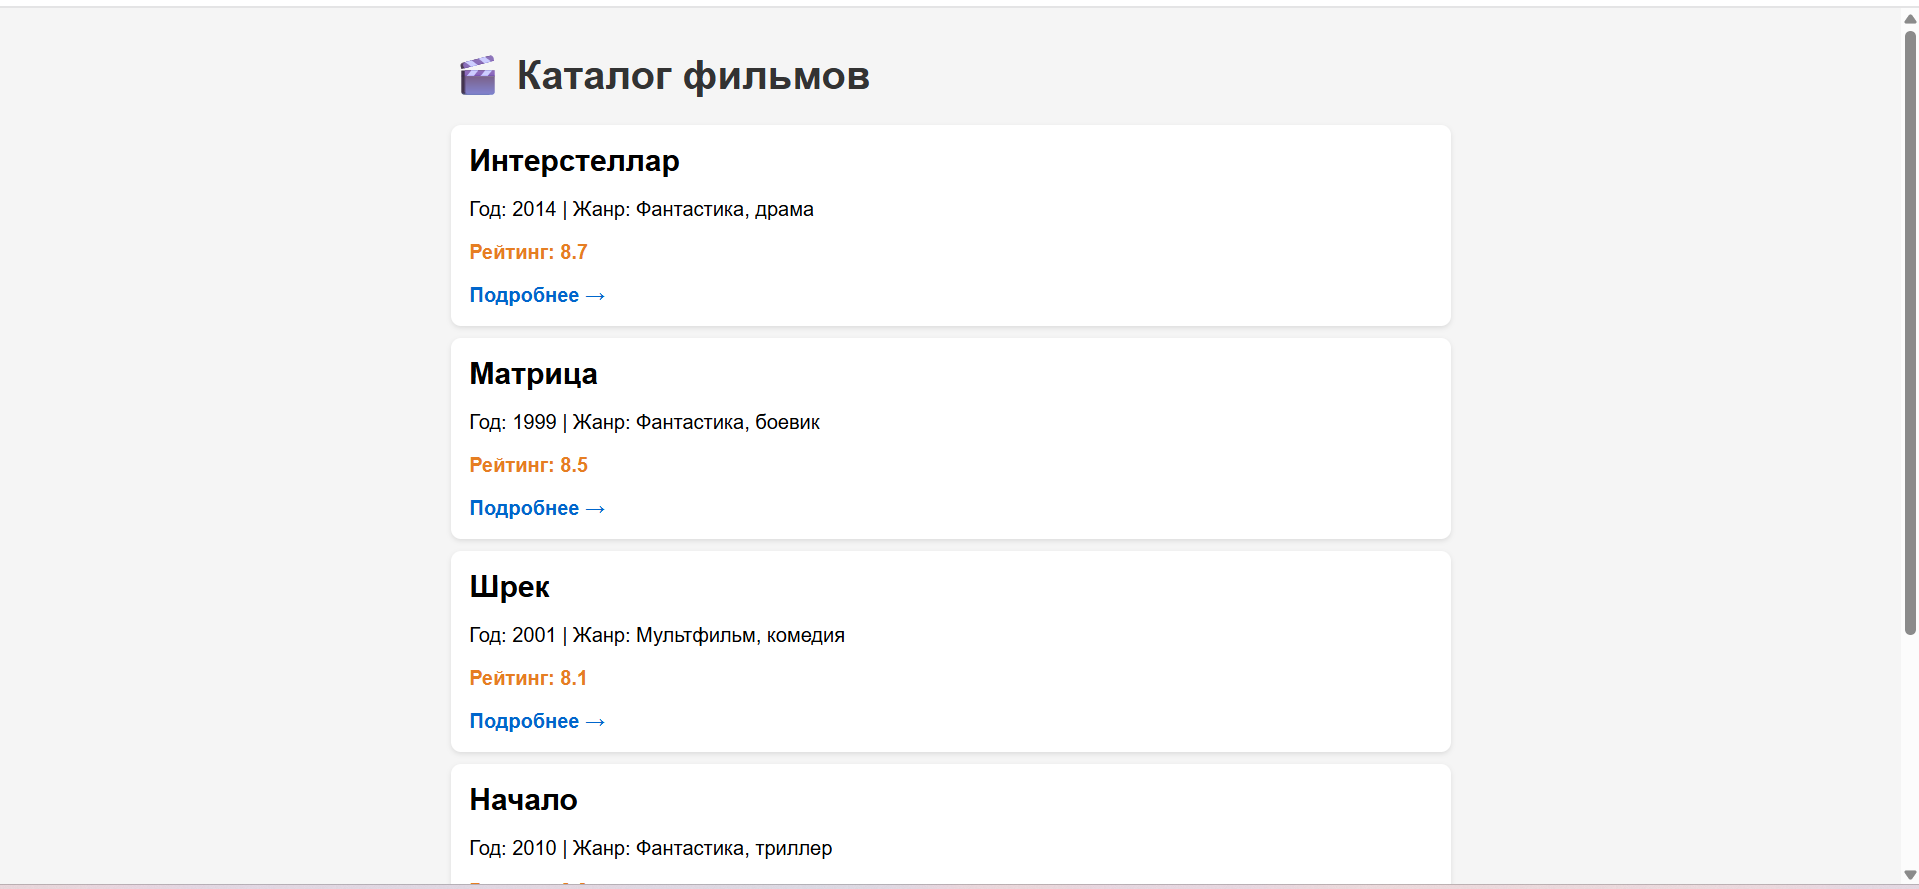 Каталог фильмов
Интерстеллар
Год: 2014 | Жанр: Фантастика, драма
Рейтинг: 8.7
Подробнее →
Матрица
Год: 1999 | Жанр: Фантастика, боевик
Рейтинг: 8.5
Подробнее →
Шрек
Год: 2001 | Жанр: Мультфильм, комедия
Рейтинг: 8.1
Подробнее →
Начало
Год: 2010 | Жанр: Фантастика, триллер